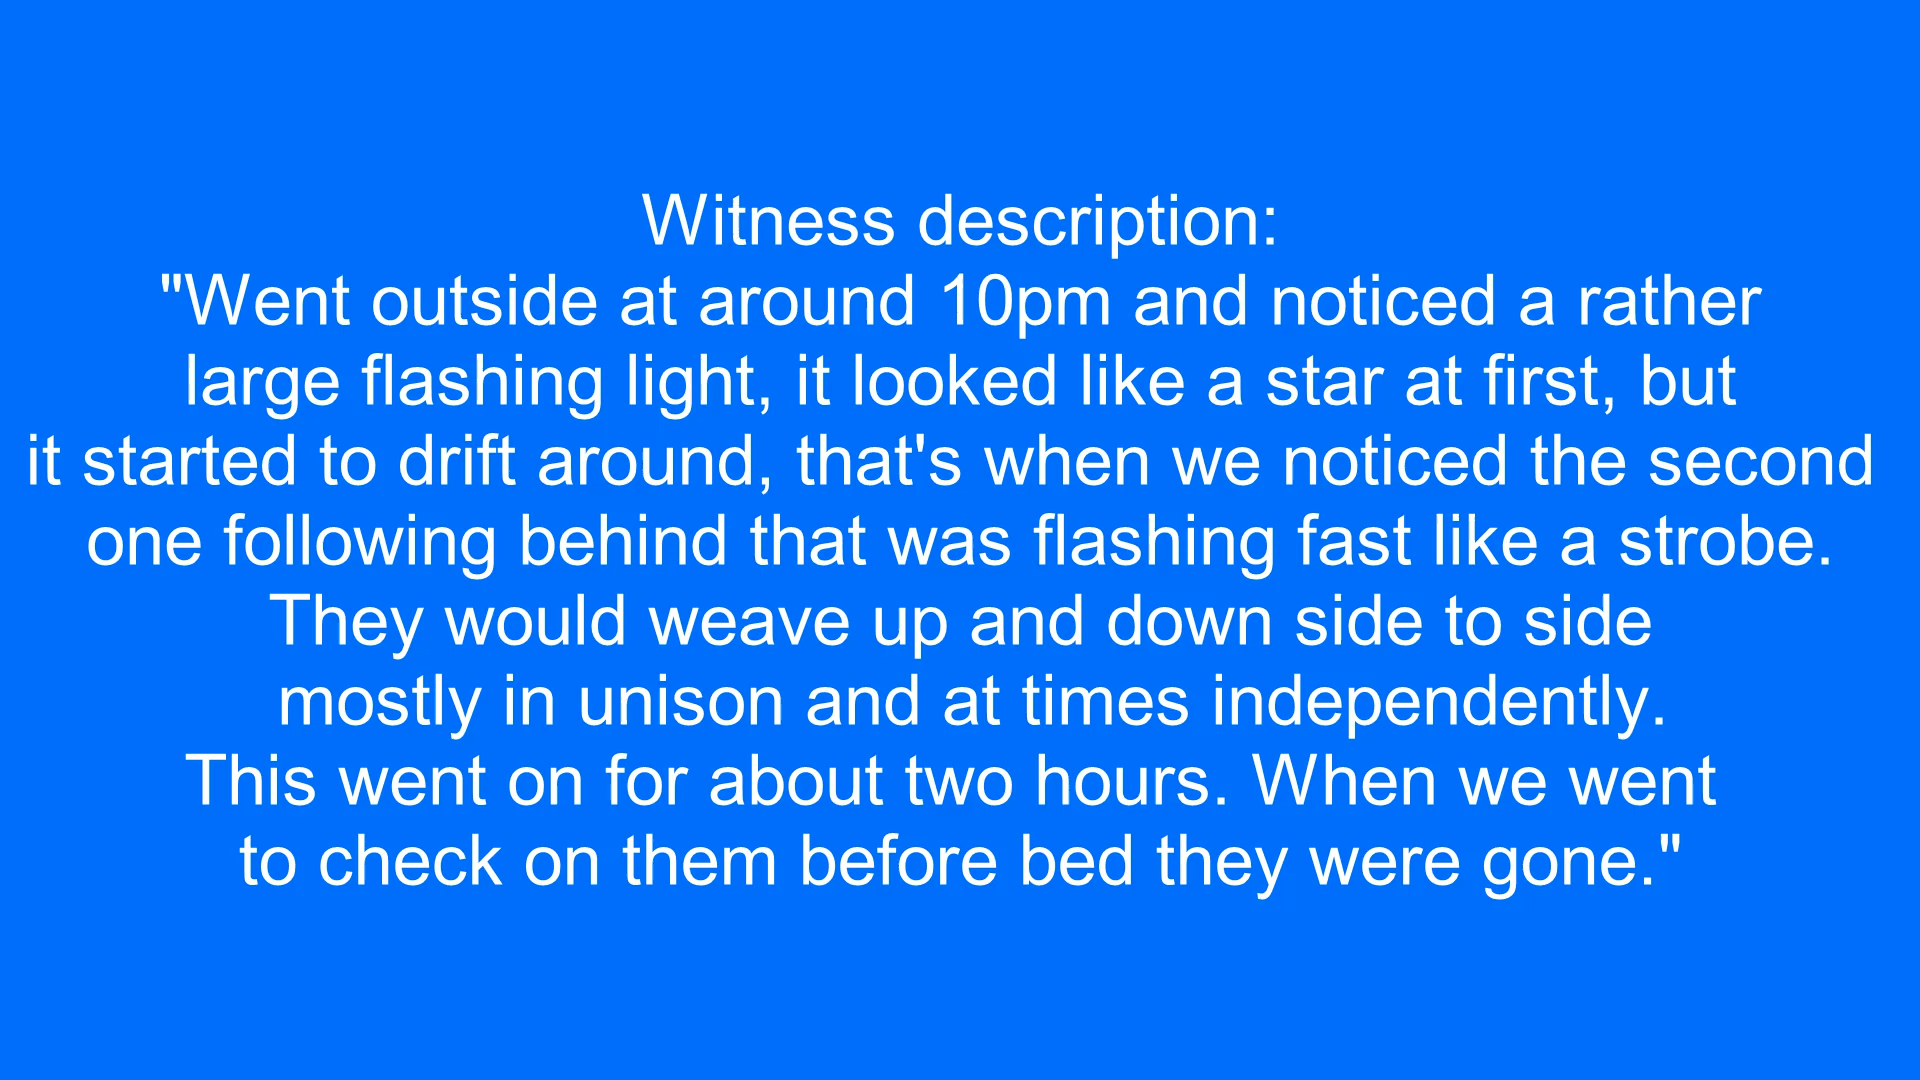 Witness description:
"Went outside at around 10pm and noticed a rather
large flashing light, it looked like a star at first, but
it started to drift around, that's when we noticed the second
one following behind that was flashing fast like a strobe.
They would weave up and down side to side
mostly in unison and at times independently.
This went on for about two hours. When we went
to check on them before bed they were gone."